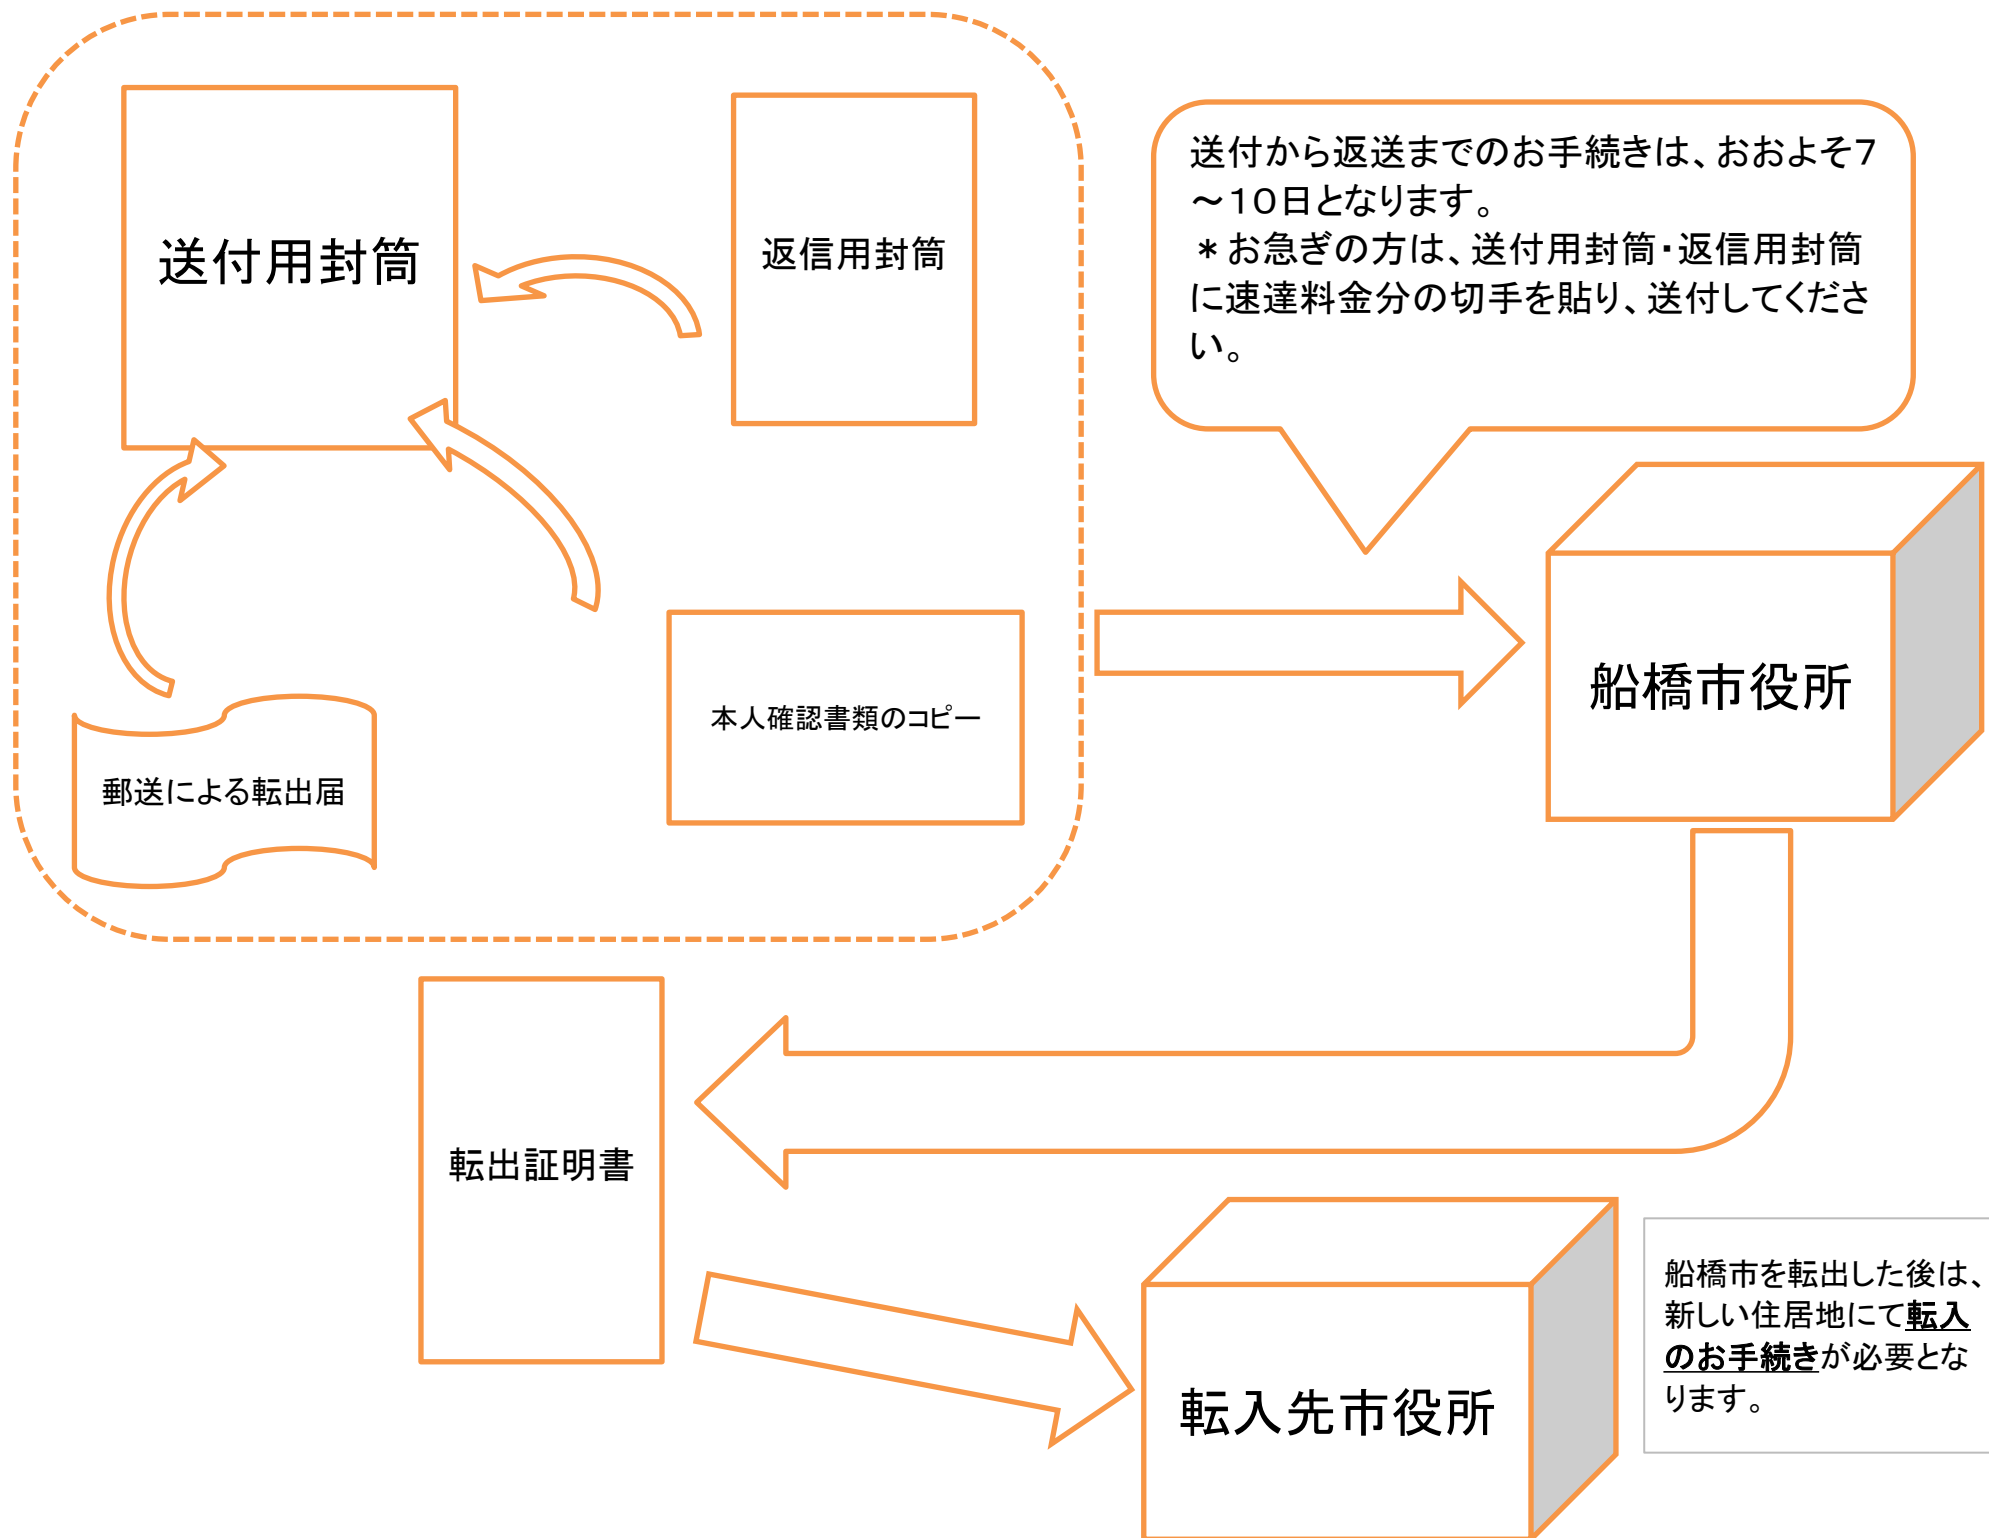 送付用封筒
返信用封筒
送付から返送までのお手続きは、おおよそ7
～10日となります。
＊お急ぎの方は、送付用封筒・返信用封筒
に速達料金分の切手を貼り、送付してくださ
い。
本人確認書類のコピー
郵送による転出届
船橋市役所
転出証明書
転入先市役所
船橋市を転出した後は、
新しい住居地にて転入
のお手続きが必要とな
ります。